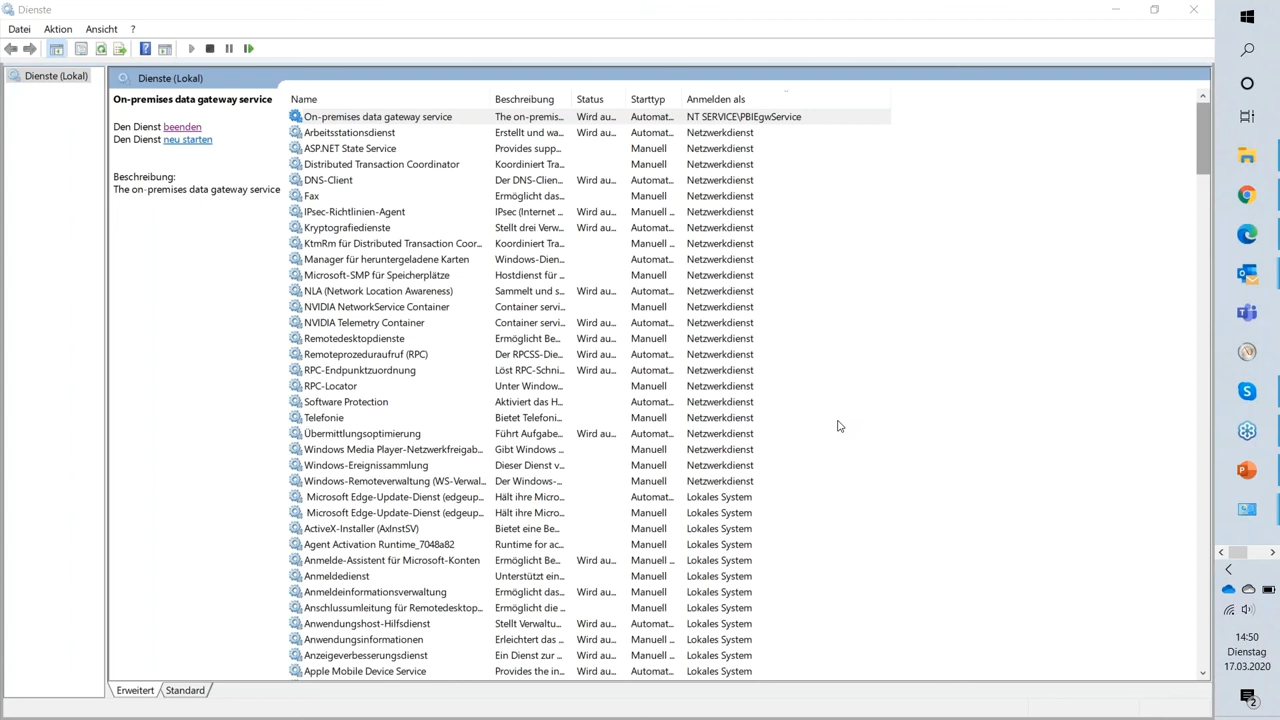 Dienste
Datei Aktion Ansicht ?
Dienste (Lokal)
Dienste (Lokal)
On-premises data gateway service
Den Dienst beenden
Den Dienst neu starten
Beschreibung:
The on-premises data gateway service
Name Beschreibung Status Starttyp Anmelden als
On-premises data gateway service The on-premis... Wird au... Automat... NT SERVICE\PBIEgwService
Arbeitsstationsdienst Erstellt und wa... Wird au... Automat... Netzwerkdienst
ASP.NET State Service Provides supp... Manuell Netzwerkdienst
Distributed Transaction Coordinator Koordiniert Tra... Manuell Netzwerkdienst
DNS-Client Der DNS-Clien... Wird au... Automat... Netzwerkdienst
Fax Ermöglicht das... Manuell Netzwerkdienst
IPsec-Richtlinien-Agent IPsec (Internet ... Wird au... Manuell ... Netzwerkdienst
Kryptografiedienste Stellt drei Verw... Wird au... Automat... Netzwerkdienst
KtmRm für Distributed Transaction Coor... Koordiniert Tra... Manuell ... Netzwerkdienst
Manager für heruntergeladene Karten Windows-Dien... Automat... Netzwerkdienst
Microsoft-SMP für Speicherplätze Hostdienst für ... Manuell Netzwerkdienst
NLA (Network Location Awareness) Sammelt und s... Wird au... Automat... Netzwerkdienst
NVIDIA NetworkService Container Container servi... Manuell Netzwerkdienst
NVIDIA Telemetry Container Container servi... Wird au... Automat... Netzwerkdienst
Remotedesktopdienste Ermöglicht Be... Wird au... Manuell Netzwerkdienst
Remoteprozeduraufruf (RPC) Der RPCSS-Die... Wird au... Automat... Netzwerkdienst
RPC-Endpunktzuordnung Löst RPC-Schni... Wird au... Automat... Netzwerkdienst
RPC-Locator Unter Window... Manuell Netzwerkdienst
Software Protection Aktiviert das H... Automat... Netzwerkdienst
Telefonie Bietet Telefoni... Manuell Netzwerkdienst
Übermittlungsoptimierung Führt Aufgabe... Wird au... Automat... Netzwerkdienst
Windows Media Player-Netzwerkfreigab... Gibt Windows ... Manuell Netzwerkdienst
Windows-Ereignissammlung Dieser Dienst v... Manuell Netzwerkdienst
Windows-Remoteverwaltung (WS-Verwal... Der Windows-... Manuell Netzwerkdienst
Microsoft Edge-Update-Dienst (edgeup... Hält ihre Micro... Automat... Lokales System
Microsoft Edge-Update-Dienst (edgeup... Hält ihre Micro... Manuell Lokales System
ActiveX-Installer (AxInstSV) Bietet eine Be... Manuell Lokales System
Agent Activation Runtime_7048a82 Runtime for ac... Manuell Lokales System
Anmelde-Assistent für Microsoft-Konten Ermöglicht Be... Wird au... Manuell ... Lokales System
Anmeldedienst Unterstützt ein... Manuell Lokales System
Anmeldeinformationsverwaltung Ermöglicht das... Wird au... Manuell Lokales System
Anschlussumleitung für Remotedesktop... Ermöglicht die ... Manuell Lokales System
Anwendungshost-Hilfsdienst Stellt Verwaltu... Wird au... Automat... Lokales System
Anwendungsinformationen Erleichtert das ... Wird au... Manuell ... Lokales System
Anzeigeverbesserungsdienst Ein Dienst zur ... Wird au... Manuell ... Lokales System
Apple Mobile Device Service Provides the in... Wird au... Automat... Lokales System
Erweitert Standard
14:50
Dienstag
17.03.2020
2